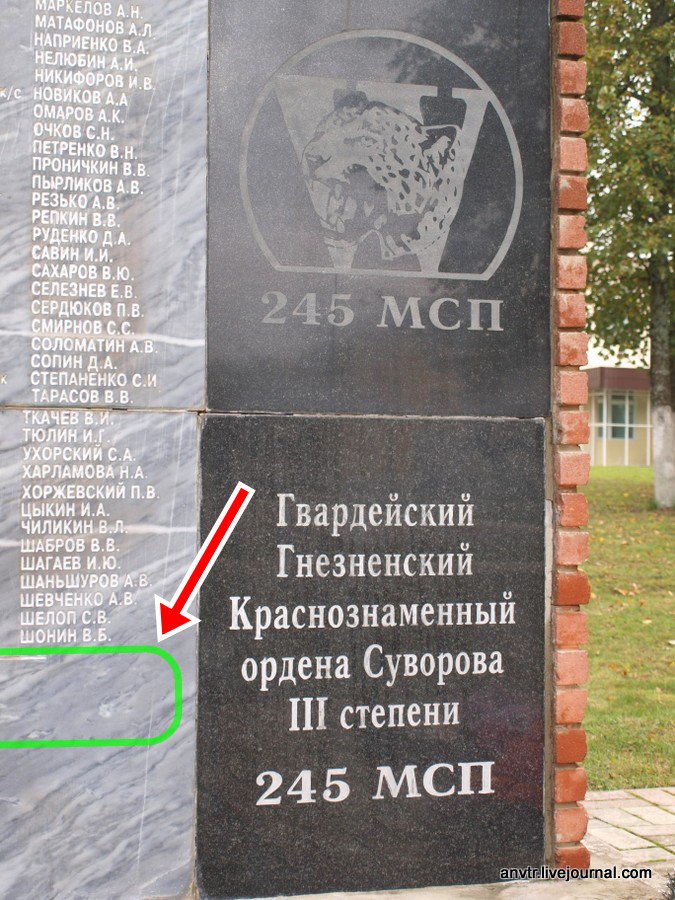 МАРКЕЛОВ А.Н.
МАТАФОНОВ А.Л.
НАПРИЕНКО В.А.
НЕЛЮБИН А.И.
НИКИФОРОВ И.В.
к/с НОВИКОВ А.А
ОМАРОВ А.К.
ОЧКОВ С.Н.
ПЕТРЕНКО В.Н.
ПРОНИЧКИН В.В.
ПЫРЛИКОВ А.В.
РЕЗЬКО А.В.
РЕПКИН В.В.
РУДЕНКО Д.А.
САВИН И.И.
САХАРОВ В.Ю.
СЕЛЕЗНЕВ Е.В.
СЕРДЮКОВ П.В.
СМИРНОВ С.С.
СОЛОМАТИН А.В.
СОПИН Д.А.
СТЕПАНЕНКО С.И
ТАРАСОВ В.В.
ТКАЧЕВ В.И.
ТЮЛИН И.Г.
УХОРСКИЙ С.А.
ХАРЛАМОВА Н.А.
ХОРЖЕВСКИЙ П.В.
ЦЫКИН И.А.
ЧИЛИКИН В.Л.
ШАБРОВ В.В.
ШАГАЕВ И.Ю.
ШАНЬШУРОВ А.В.
ШЕВЧЕНКО А.В.
ШЕЛОП С.В.
ШОНИН В.Б.
V
245 МСП
Гвардейский
Гнезненский
Краснознаменный
ордена Суворова
III степени
245 МСП
anvtr.livejournal.com